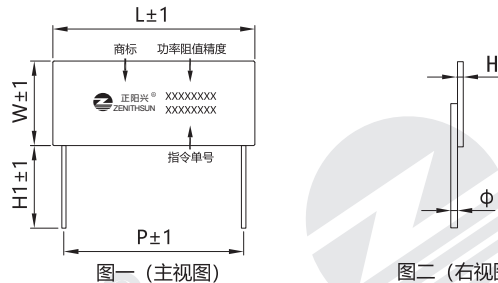 L±1
商标 功率阻值精度
W±1
正阳兴®
ZENITHSUN
XXXXXXXX
XXXXXXXX
指令单号
H1±1
P±1
图一 (主视图)
H
ϕ
图二 (右视图